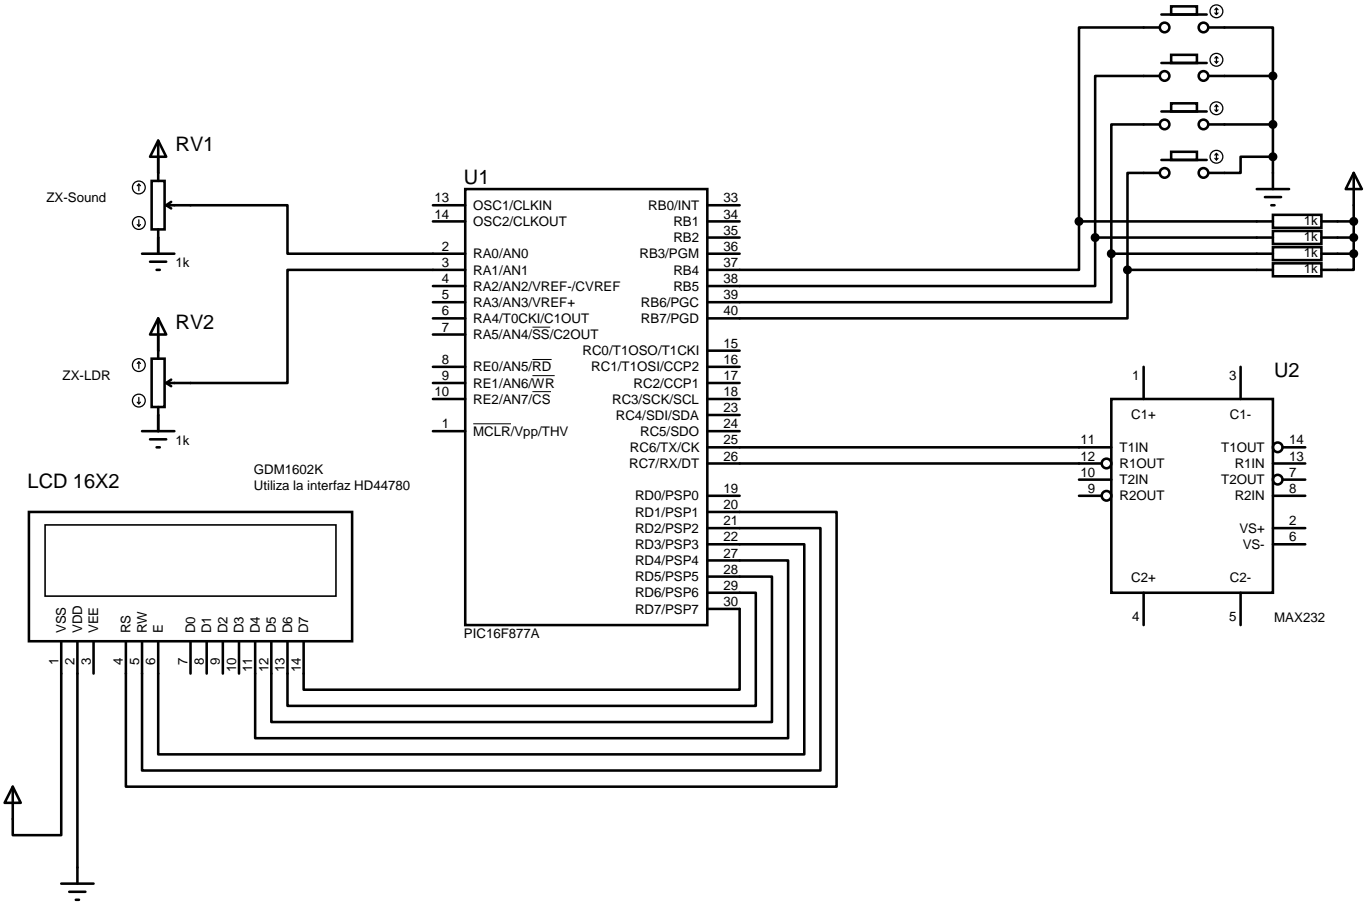 RV1
ZX-Sound
1k
RV2
ZX-LDR
1k
U1
13 OSC1/CLKIN
14 OSC2/CLKOUT
2 RA0/AN0
3 RA1/AN1
4 RA2/AN2/VREF-/CVREF
5 RA3/AN3/VREF+
6 RA4/T0CKI/C1OUT
7 RA5/AN4/SS/C2OUT
8 RE0/AN5/RD
9 RE1/AN6/WR
10 RE2/AN7/CS
1 MCLR/Vpp/THV
RB0/INT 33
RB1 34
RB2 35
RB3/PGM 36
RB4 37
RB5 38
RB6/PGC 39
RB7/PGD 40
RC0/T1OSO/T1CKI 15
RC1/T1OSI/CCP2 16
RC2/CCP1 17
RC3/SCK/SCL 18
RC4/SDI/SDA 23
RC5/SDO 24
RC6/TX/CK 25
RC7/RX/DT 26
RD0/PSP0 19
RD1/PSP1 20
RD2/PSP2 21
RD3/PSP3 22
RD4/PSP4 27
RD5/PSP5 28
RD6/PSP6 29
RD7/PSP7 30
PIC16F877A
1k
1k
1k
1k
U2
1 3
C1+ C1-
11 T1IN T1OUT 14
12 R1OUT R1IN 13
10 T2IN T2OUT 7
9 R2OUT R2IN 8
VS+ 2
VS- 6
C2+ C2-
4 5
MAX232
LCD 16X2
GDM1602K
Utiliza la interfaz HD44780
VSS VDD VEE RS RW E D0 D1 D2 D3 D4 D5 D6 D7
1 2 3 4 5 6 7 8 9 10 11 12 13 14